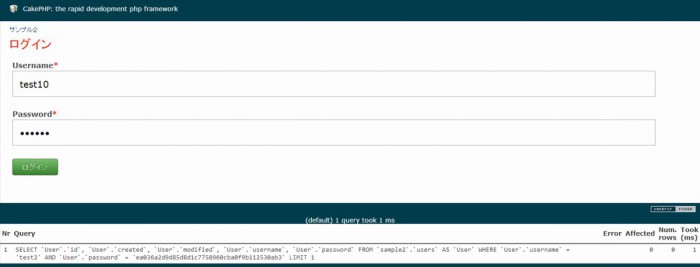 CakePHP: the rapid development php framework
サンプル2
ログイン
Username*
test10
Password*
••••••
ログイン
CAKEPHP POWER
(default) 1 query took 1 ms
Nr Query Error Affected Num. rows Took (ms)
1 SELECT `User`.`id`, `User`.`created`, `User`.`modified`, `User`.`username`, `User`.`password` FROM `sample2`.`users` AS `User` WHERE `User`.`username` = 0 0 1
'test2' AND `User`.`password` = 'ea036a2d9d85d8d1c7758960cba0f9b112530ab3' LIMIT 1